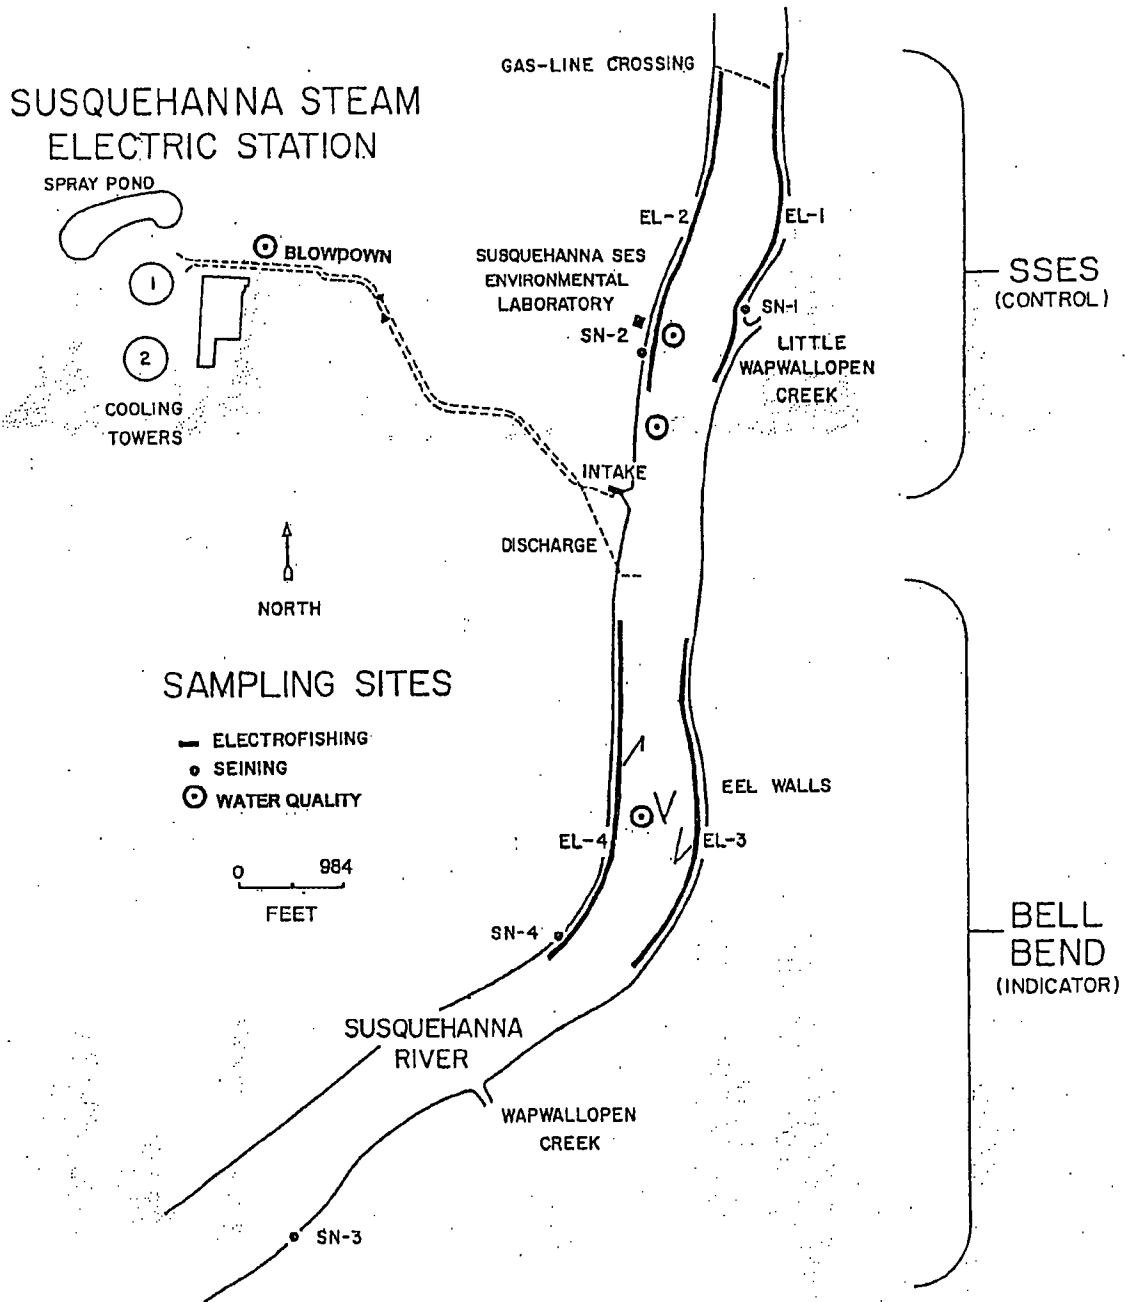 GAS-LINE CROSSING
SUSQUEHANNA STEAM
ELECTRIC STATION
SPRAY POND
BLOWDOWN
1
2
COOLING
TOWERS
EL-2
EL-1
SUSQUEHANNA SES
ENVIRONMENTAL
LABORATORY
SN-2
SN-1
LITTLE
WAPWALLOPEN
CREEK
SSES
(CONTROL)
INTAKE
DISCHARGE
NORTH
SAMPLING SITES
ELECTROFISHING
SEINING
WATER QUALITY
0 984
FEET
EEL WALLS
EL-4
EL-3
SN-4
BELL
BEND
(INDICATOR)
SUSQUEHANNA
RIVER
WAPWALLOPEN
CREEK
SN-3